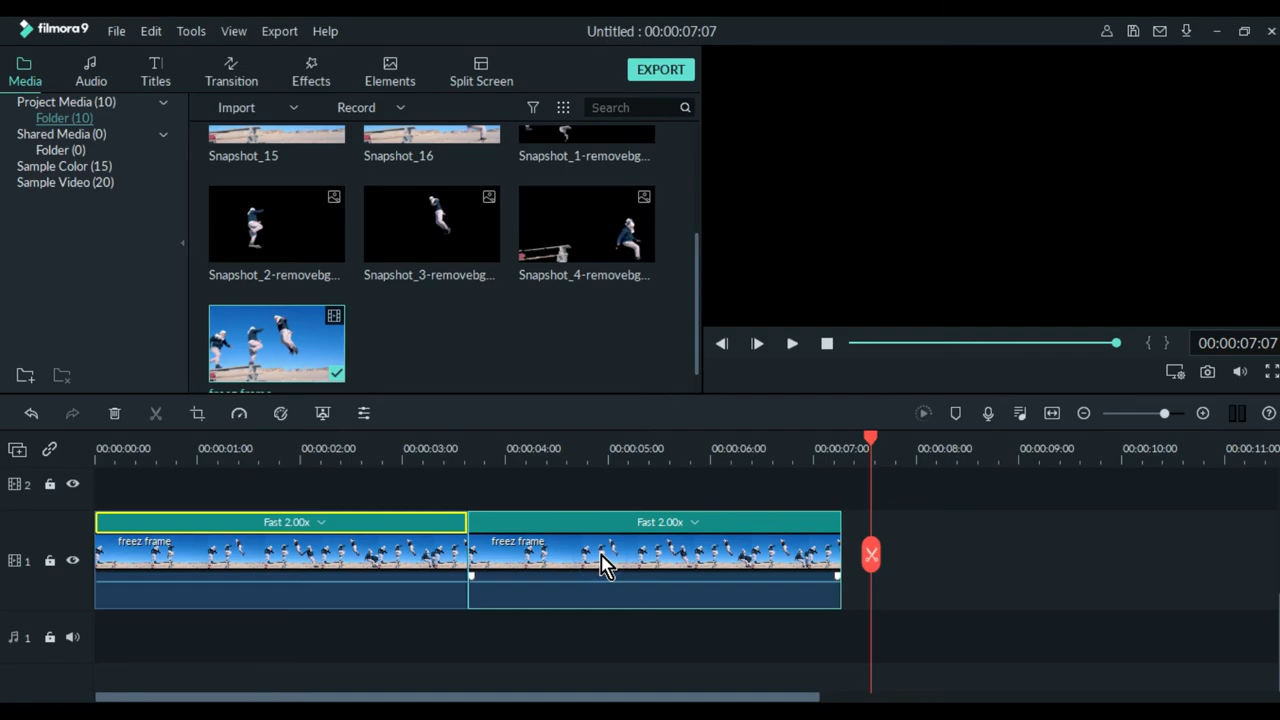 filmora9 File Edit Tools View Export Help Untitled : 00:00:07:07
Media Audio Titles Transition Effects Elements Split Screen EXPORT
Project Media (10)
Folder (10)
Shared Media (0)
Folder (0)
Sample Color (15)
Sample Video (20)
Import Record Search
Snapshot_15 Snapshot_16 Snapshot_1-removebg...
Snapshot_2-removebg... Snapshot_3-removebg... Snapshot_4-removebg...
freez frame
00:00:07:07
00:00:00:00 00:00:01:00 00:00:02:00 00:00:03:00 00:00:04:00 00:00:05:00 00:00:06:00 00:00:07:00 00:00:08:00 00:00:09:00 00:00:10:00 00:00:11:00
2
Fast 2.00x Fast 2.00x
freez frame freez frame
1
1